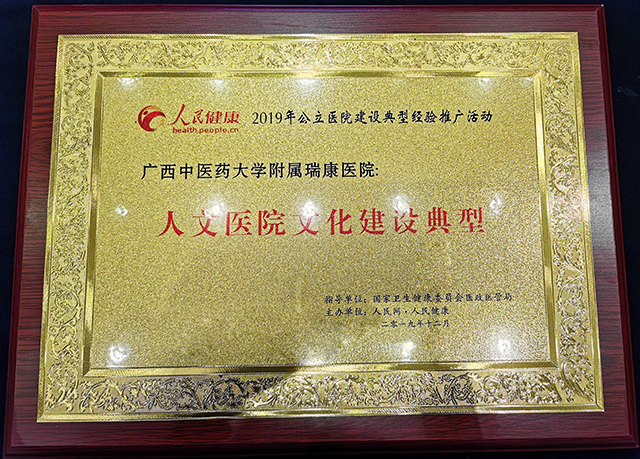 人民健康
health.people.cn
2019年公立医院建设典型经验推广活动
广西中医药大学附属瑞康医院:
人文医院文化建设典型
指导单位：国家卫生健康委员会医政医管局
主办单位：人民网·人民健康
二零一九年十二月